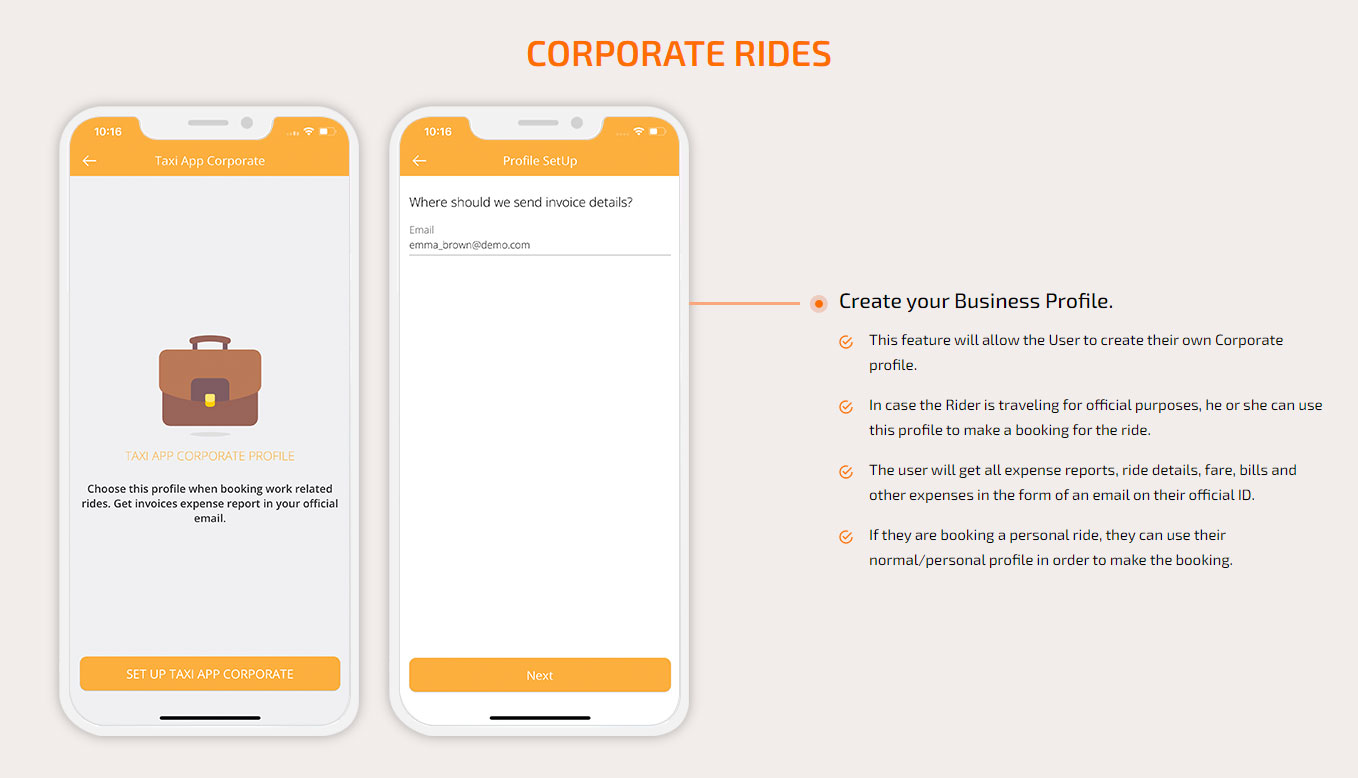 CORPORATE RIDES
10:16
Taxi App Corporate
TAXI APP CORPORATE PROFILE
Choose this profile when booking work related
rides. Get invoices expense report in your official
email.
SET UP TAXI APP CORPORATE
10:16
Profile SetUp
Where should we send invoice details?
Email
emma_brown@demo.com
Next
Create your Business Profile.
This feature will allow the User to create their own Corporate
profile.
In case the Rider is traveling for official purposes, he or she can use
this profile to make a booking for the ride.
The user will get all expense reports, ride details, fare, bills and
other expenses in the form of an email on their official ID.
If they are booking a personal ride, they can use their
normal/personal profile in order to make the booking.